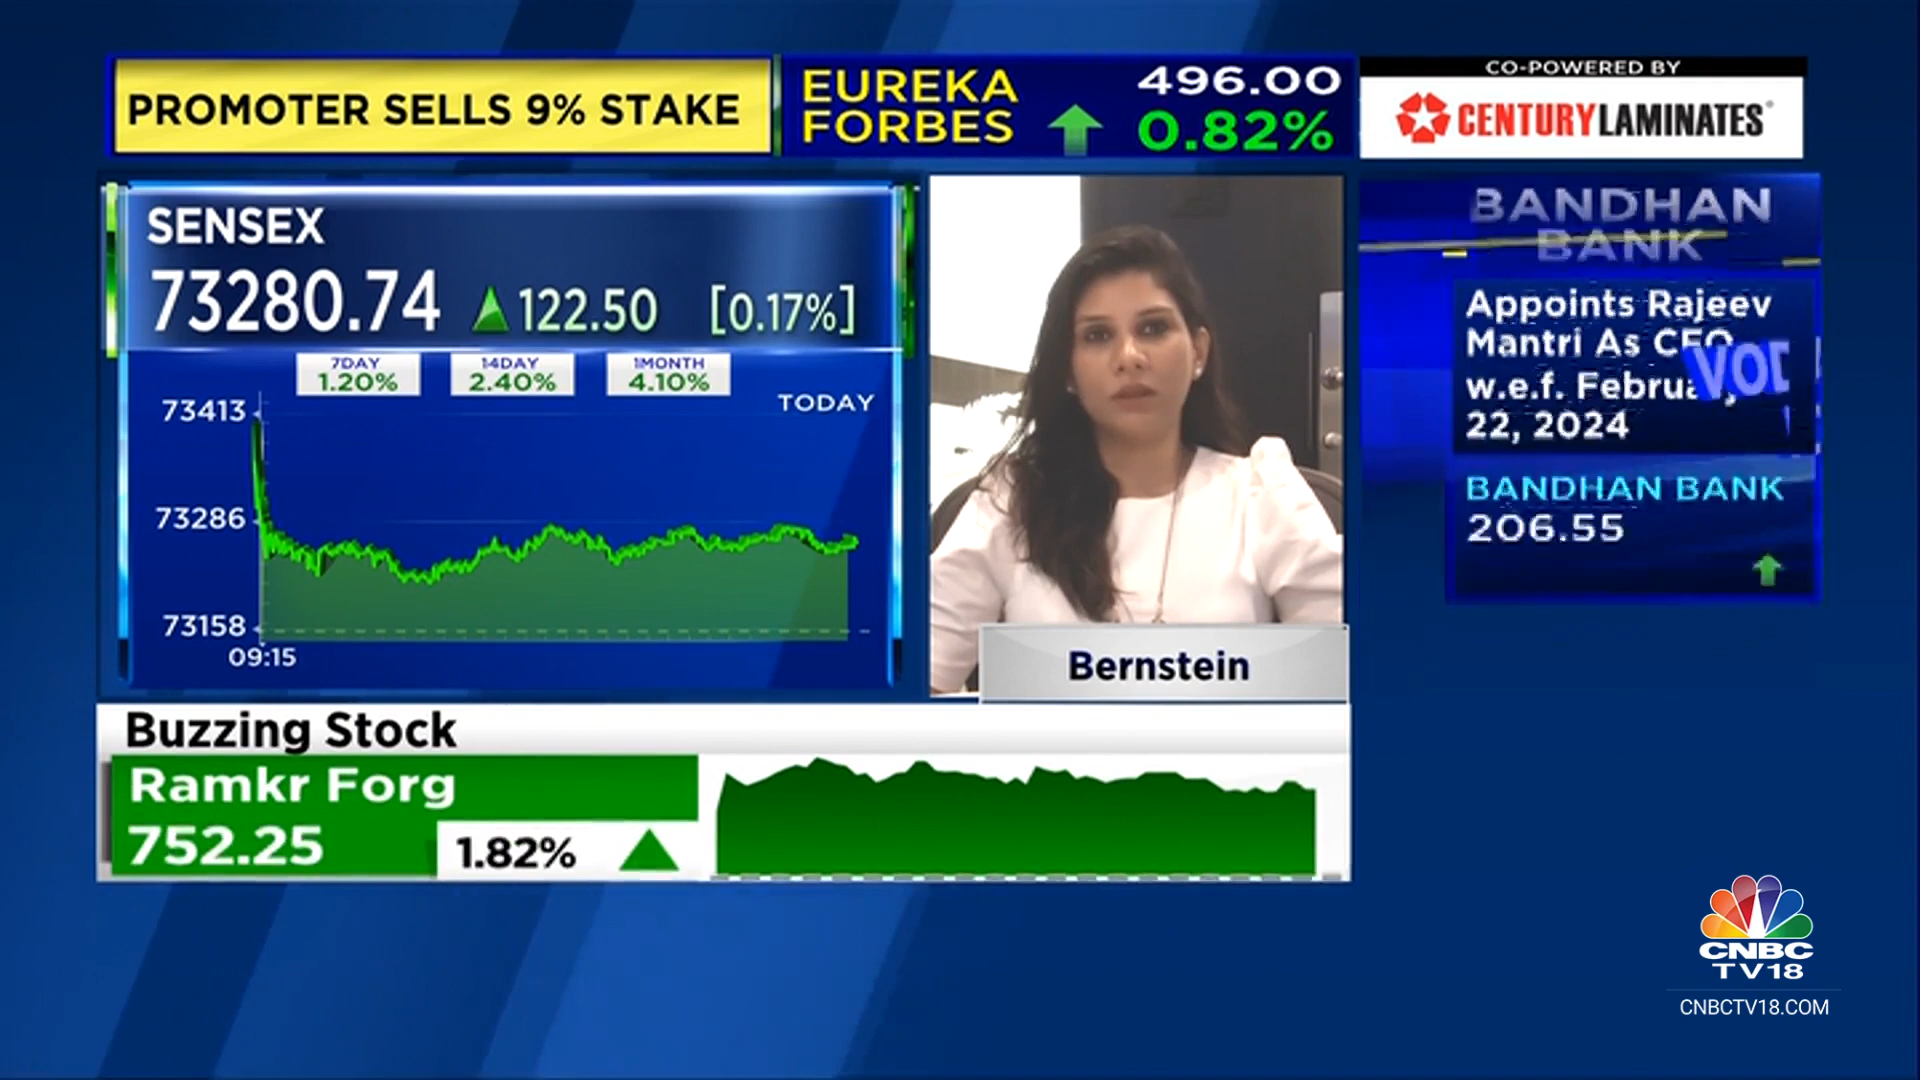 PROMOTER SELLS 9% STAKE
EUREKA
FORBES
496.00
0.82%
CO-POWERED BY
CENTURYLAMINATES
SENSEX
73280.74 122.50 [0.17%]
7DAY
1.20%
14DAY
2.40%
1MONTH
4.10%
TODAY
73413
73286
73158
09:15
Bernstein
BANDHAN
BANK
Appoints Rajeev
Mantri As
w.e.f.
22, 2024
VOD
BANDHAN BANK
206.55
Buzzing Stock
Ramkr Forg
752.25
1.82%
CNBC
TV18
CNBCTV18.COM